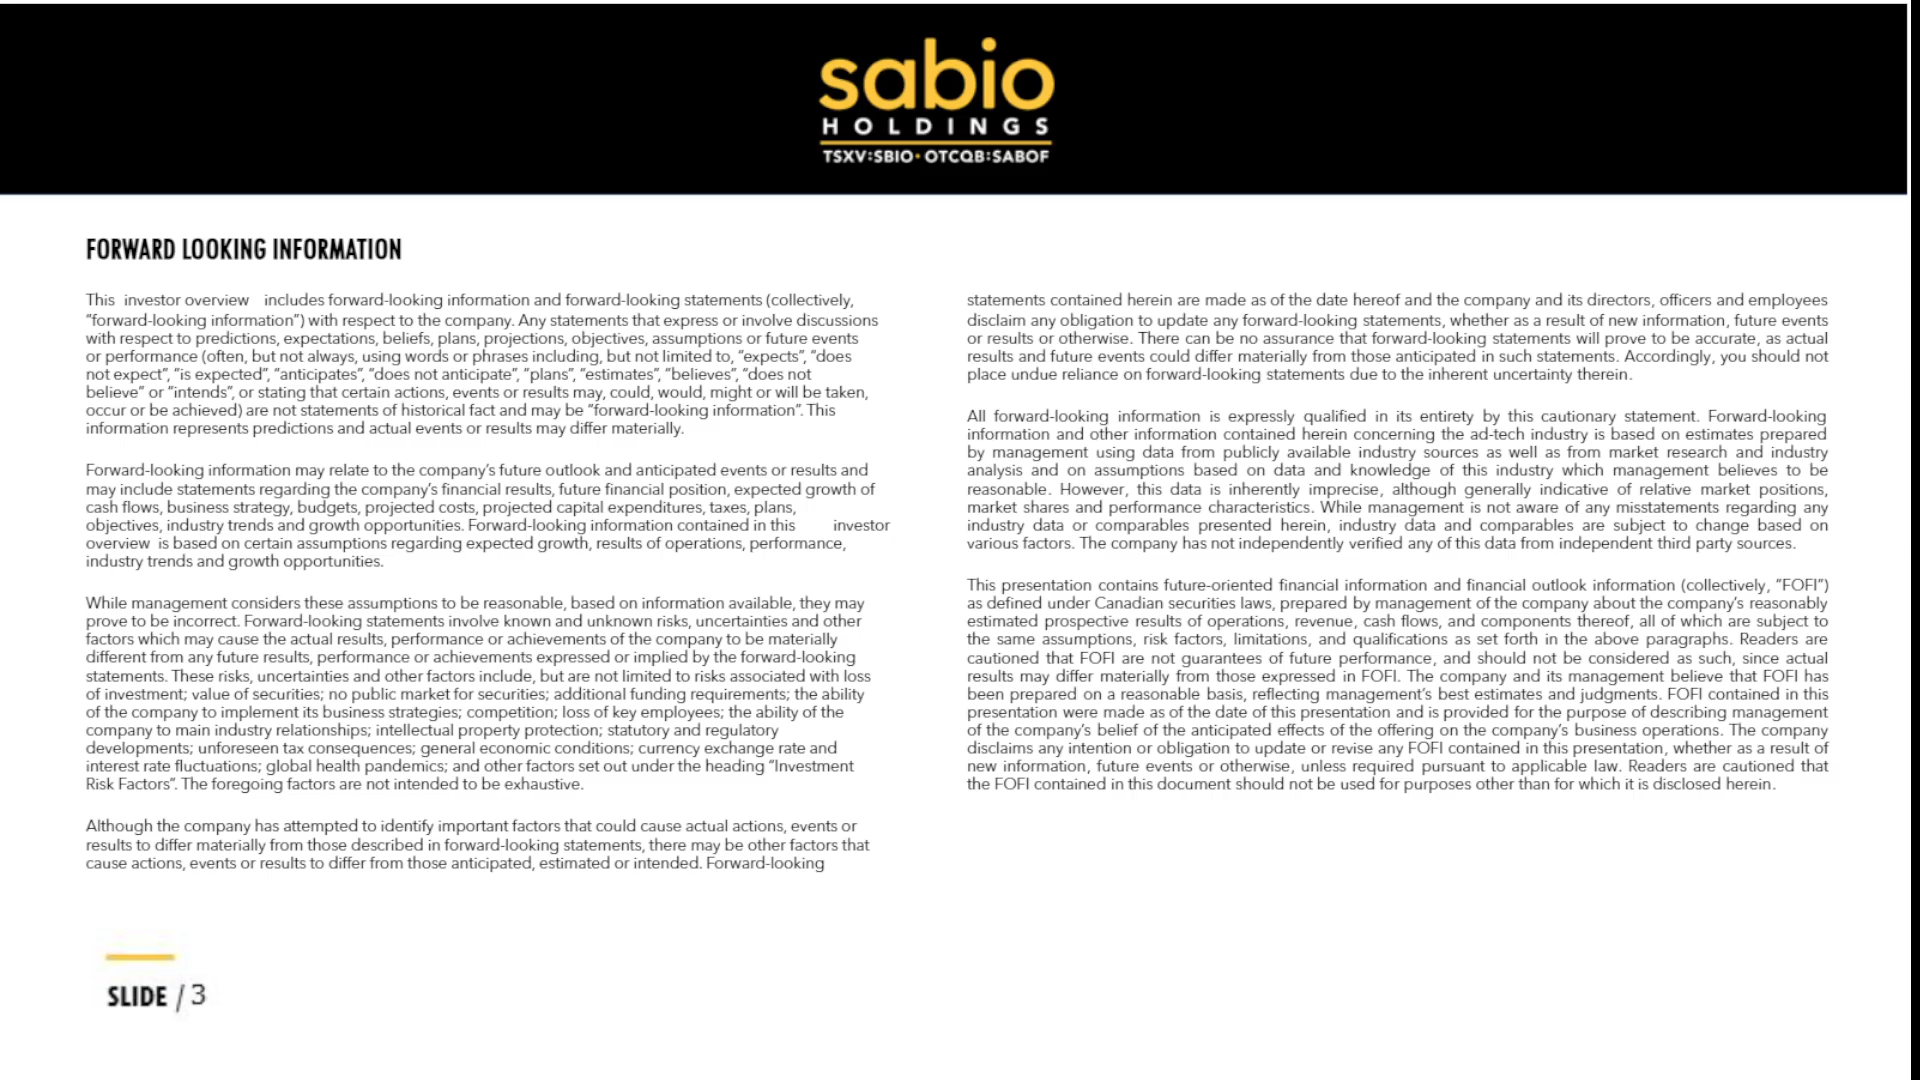 sabio
HOLDINGS
TSXV:SBIO• OTCQB:SABOF
FORWARD LOOKING INFORMATION
This investor overview includes forward-looking information and forward-looking statements (collectively,
“forward-looking information”) with respect to the company. Any statements that express or involve discussions
with respect to predictions, expectations, beliefs, plans, projections, objectives, assumptions or future events
or performance (often, but not always, using words or phrases including, but not limited to, “expects”, “does
not expect”, “is expected”, “anticipates”, “does not anticipate”, “plans”, “estimates”, “believes”, “does not
believe” or “intends”, or stating that certain actions, events or results may, could, would, might or will be taken,
occur or be achieved) are not statements of historical fact and may be “forward-looking information”. This
information represents predictions and actual events or results may differ materially.
Forward-looking information may relate to the company’s future outlook and anticipated events or results and
may include statements regarding the company’s financial results, future financial position, expected growth of
cash flows, business strategy, budgets, projected costs, projected capital expenditures, taxes, plans,
objectives, industry trends and growth opportunities. Forward-looking information contained in this investor
overview is based on certain assumptions regarding expected growth, results of operations, performance,
industry trends and growth opportunities.
While management considers these assumptions to be reasonable, based on information available, they may
prove to be incorrect. Forward-looking statements involve known and unknown risks, uncertainties and other
factors which may cause the actual results, performance or achievements of the company to be materially
different from any future results, performance or achievements expressed or implied by the forward-looking
statements. These risks, uncertainties and other factors include, but are not limited to risks associated with loss
of investment; value of securities; no public market for securities; additional funding requirements; the ability
of the company to implement its business strategies; competition; loss of key employees; the ability of the
company to main industry relationships; intellectual property protection; statutory and regulatory
developments; unforeseen tax consequences; general economic conditions; currency exchange rate and
interest rate fluctuations; global health pandemics; and other factors set out under the heading “Investment
Risk Factors”. The foregoing factors are not intended to be exhaustive.
Although the company has attempted to identify important factors that could cause actual actions, events or
results to differ materially from those described in forward-looking statements, there may be other factors that
cause actions, events or results to differ from those anticipated, estimated or intended. Forward-looking
statements contained herein are made as of the date hereof and the company and its directors, officers and employees
disclaim any obligation to update any forward-looking statements, whether as a result of new information, future events
or results or otherwise. There can be no assurance that forward-looking statements will prove to be accurate, as actual
results and future events could differ materially from those anticipated in such statements. Accordingly, you should not
place undue reliance on forward-looking statements due to the inherent uncertainty therein.
All forward-looking information is expressly qualified in its entirety by this cautionary statement. Forward-looking
information and other information contained herein concerning the ad-tech industry is based on estimates prepared
by management using data from publicly available industry sources as well as from market research and industry
analysis and on assumptions based on data and knowledge of this industry which management believes to be
reasonable. However, this data is inherently imprecise, although generally indicative of relative market positions,
market shares and performance characteristics. While management is not aware of any misstatements regarding any
industry data or comparables presented herein, industry data and comparables are subject to change based on
various factors. The company has not independently verified any of this data from independent third party sources.
This presentation contains future-oriented financial information and financial outlook information (collectively, “FOFI”)
as defined under Canadian securities laws, prepared by management of the company about the company’s reasonably
estimated prospective results of operations, revenue, cash flows, and components thereof, all of which are subject to
the same assumptions, risk factors, limitations, and qualifications as set forth in the above paragraphs. Readers are
cautioned that FOFI are not guarantees of future performance, and should not be considered as such, since actual
results may differ materially from those expressed in FOFI. The company and its management believe that FOFI has
been prepared on a reasonable basis, reflecting management’s best estimates and judgments. FOFI contained in this
presentation were made as of the date of this presentation and is provided for the purpose of describing management
of the company’s belief of the anticipated effects of the offering on the company’s business operations. The company
disclaims any intention or obligation to update or revise any FOFI contained in this presentation, whether as a result of
new information, future events or otherwise, unless required pursuant to applicable law. Readers are cautioned that
the FOFI contained in this document should not be used for purposes other than for which it is disclosed herein.
SLIDE / 3